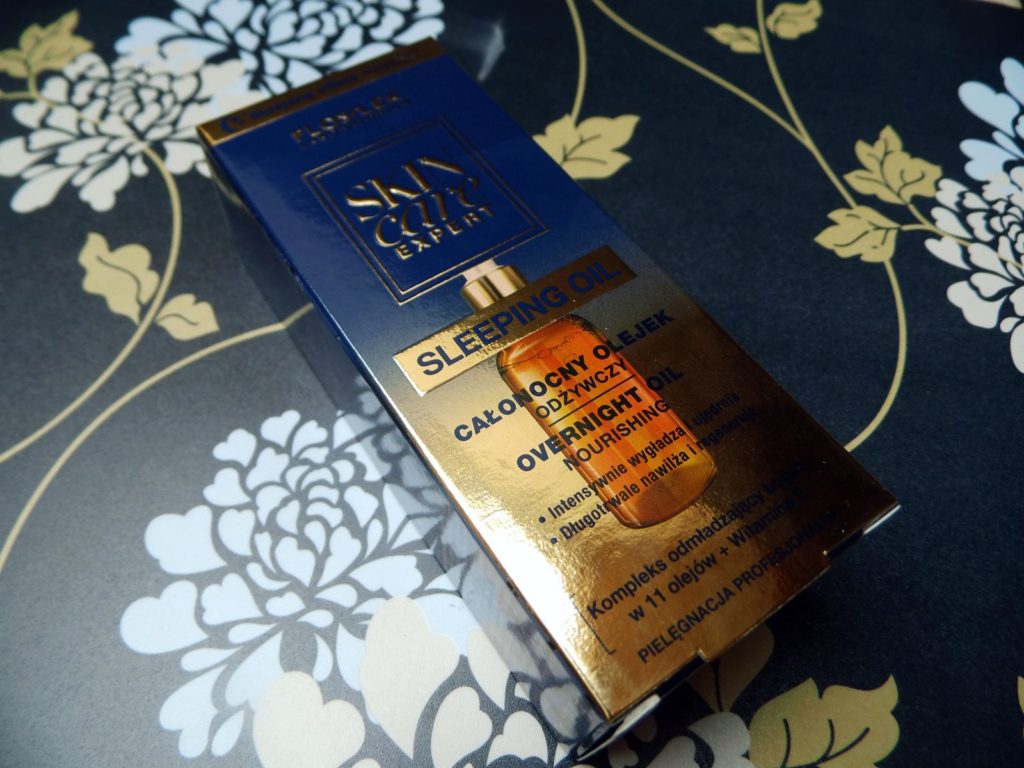 FLOSLEK
SKIN
care
EXPERT
SLEEPING OIL
CAŁONOCNY OLEJEK
ODŻYWCZY
OVERNIGHT OIL
NOURISHING
• Intensywnie wygładza i ujędrnia
• Długotrwale nawilża i regeneruje
Kompleks odmładzający
w 11 olejów + Witamina E
PIELĘGNACJA PROFESJONALNA